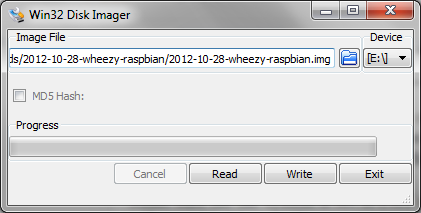 Win32 Disk Imager
Image File
Device
ds/2012-10-28-wheezy-raspbian/2012-10-28-wheezy-raspbian.img
[E:\]
MD5 Hash:
Progress
Cancel
Read
Write
Exit